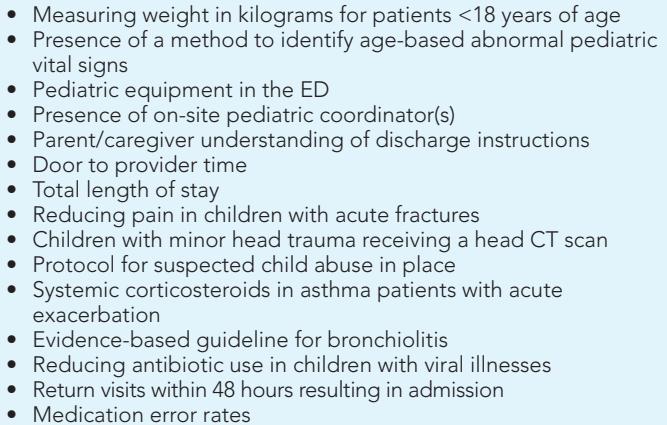 • Measuring weight in kilograms for patients <18 years of age
• Presence of a method to identify age-based abnormal pediatric
vital signs
• Pediatric equipment in the ED
• Presence of on-site pediatric coordinator(s)
• Parent/caregiver understanding of discharge instructions
• Door to provider time
• Total length of stay
• Reducing pain in children with acute fractures
• Children with minor head trauma receiving a head CT scan
• Protocol for suspected child abuse in place
• Systemic corticosteroids in asthma patients with acute
exacerbation
• Evidence-based guideline for bronchiolitis
• Reducing antibiotic use in children with viral illnesses
• Return visits within 48 hours resulting in admission
• Medication error rates